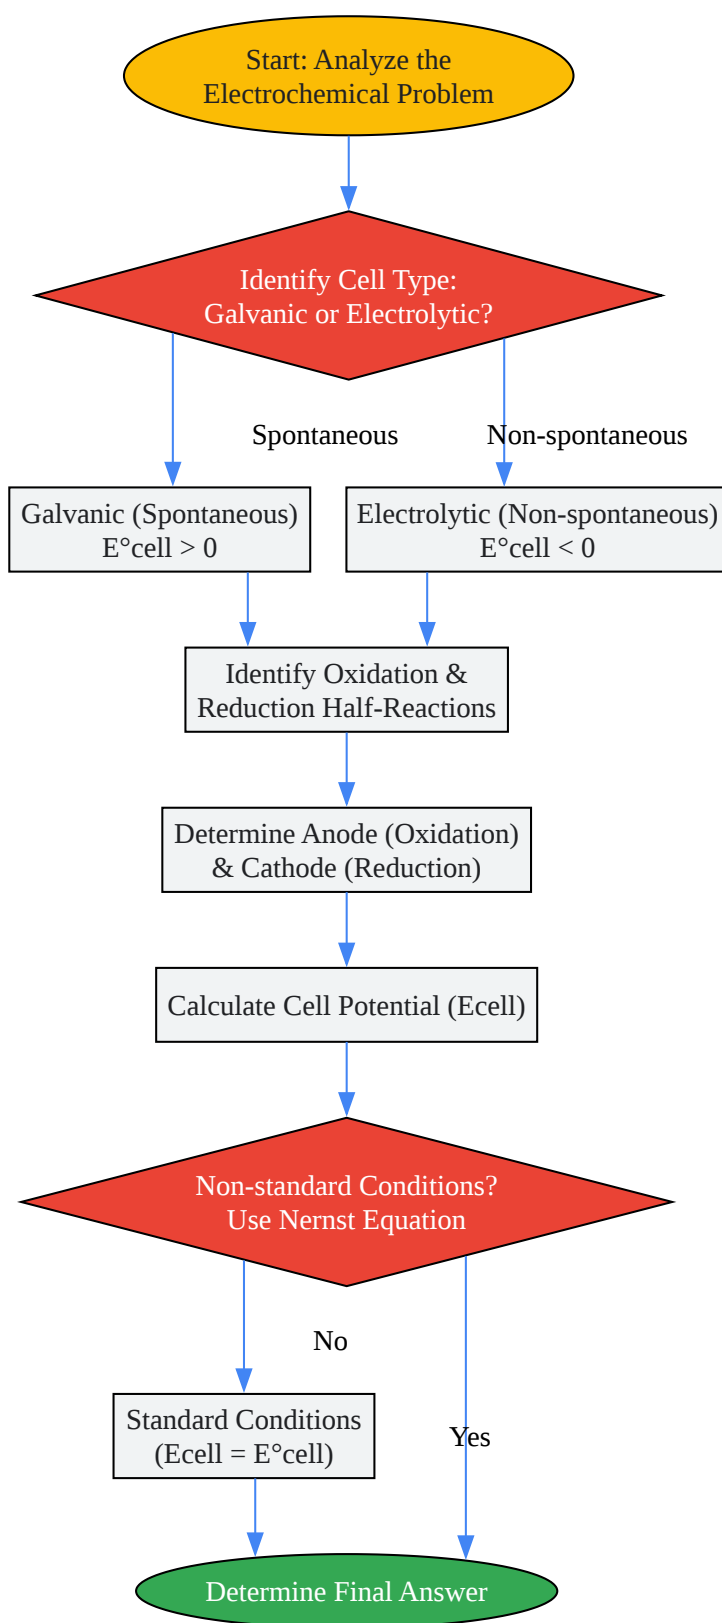 Start: Analyze the
Electrochemical Problem
Identify Cell Type:
Galvanic or Electrolytic?
Spontaneous
Non-spontaneous
Galvanic (Spontaneous)
E°cell > 0
Electrolytic (Non-spontaneous)
E°cell < 0
Identify Oxidation &
Reduction Half-Reactions
Determine Anode (Oxidation)
& Cathode (Reduction)
Calculate Cell Potential (Ecell)
Non-standard Conditions?
Use Nernst Equation
No
Standard Conditions
(Ecell = E°cell)
Yes
Determine Final Answer